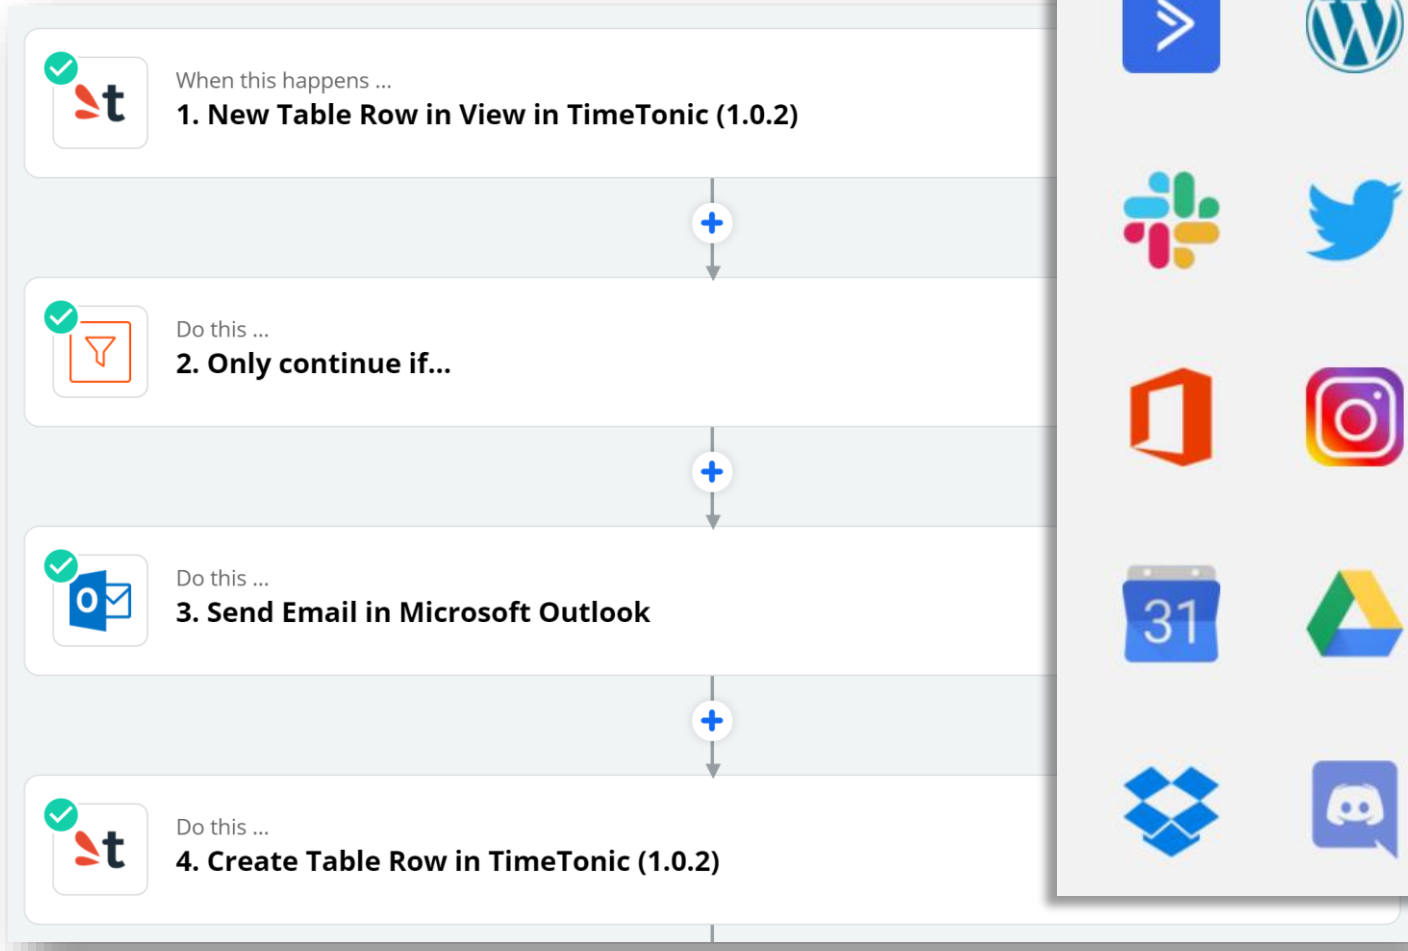 When this happens ...
1. New Table Row in View in TimeTonic (1.0.2)
Do this ...
2. Only continue if...
Do this ...
3. Send Email in Microsoft Outlook
Do this ...
4. Create Table Row in TimeTonic (1.0.2)
t
O
t
W
31